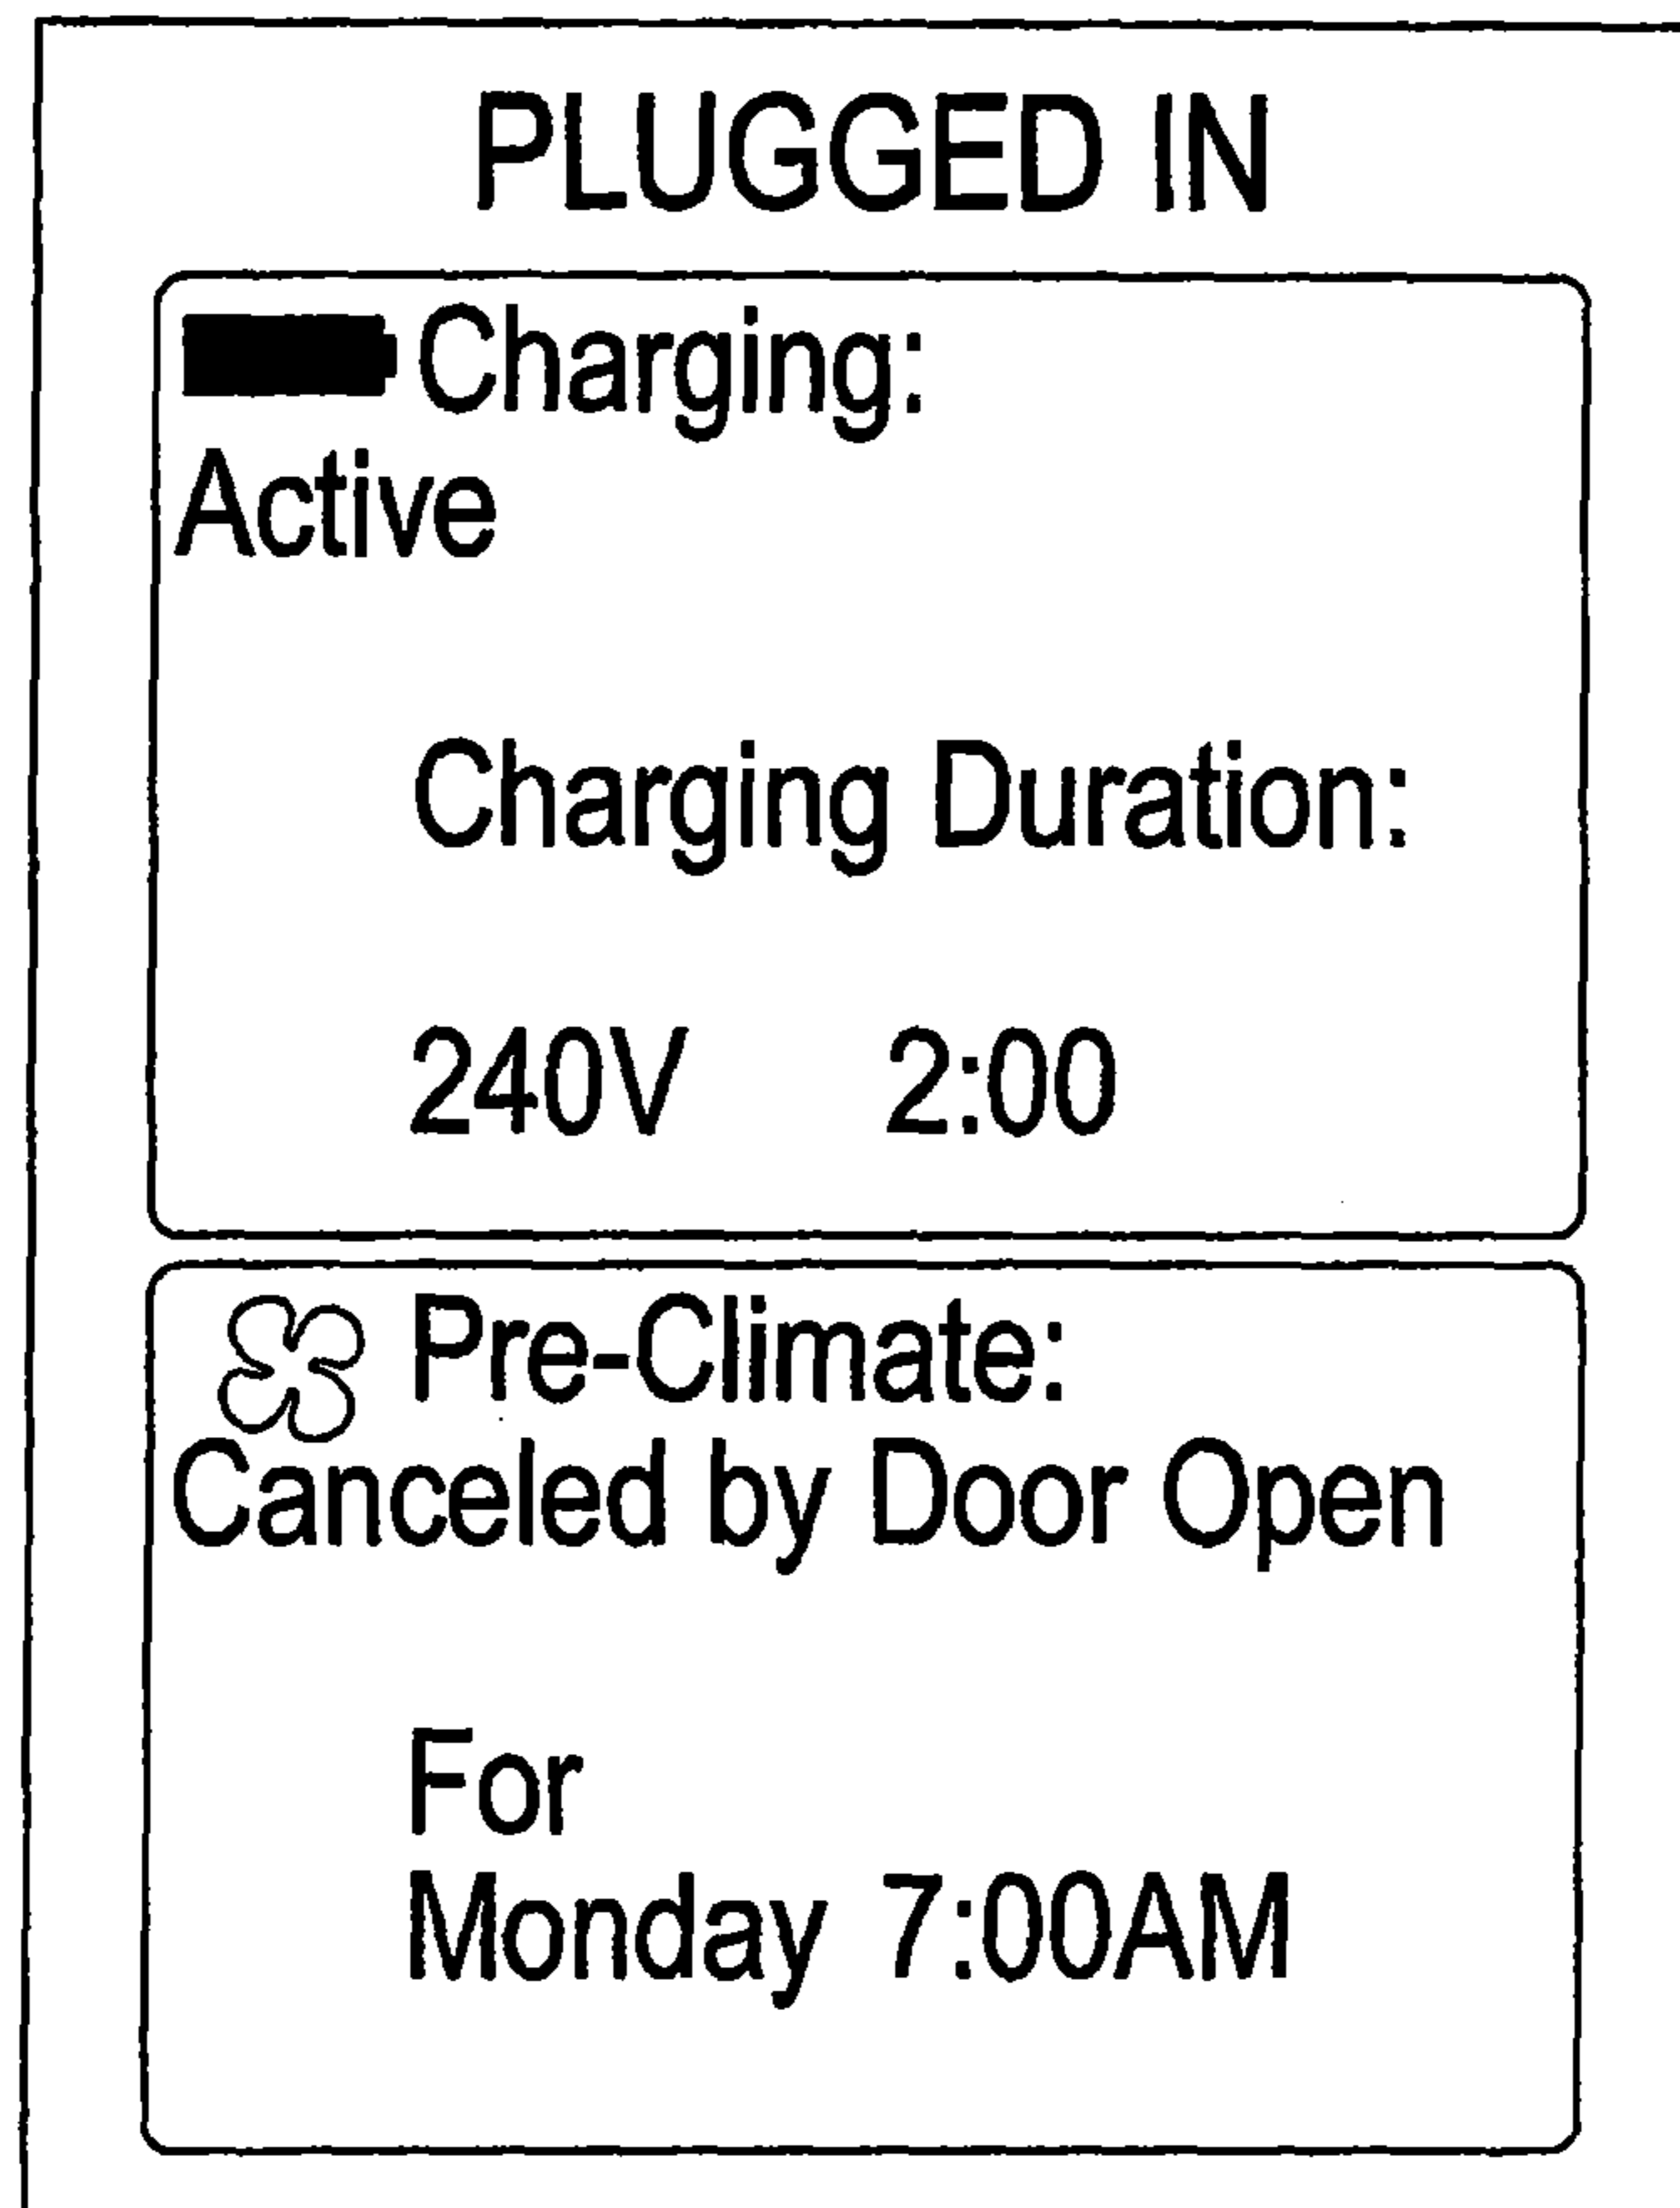 PLUGGED IN
Charging:
Active
Charging Duration:
240V 2:00
Pre-Climate:
Canceled by Door Open
For
Monday 7:00AM